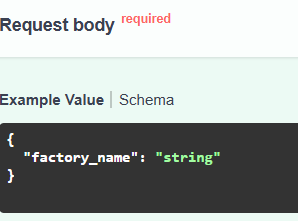 Request body required
Example Value | Schema
{
  "factory_name": "string"
}